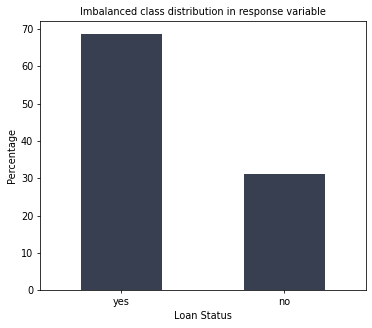 Imbalanced class distribution in response variable
70
60
50
40
30
20
10
0
Percentage
yes no
Loan Status